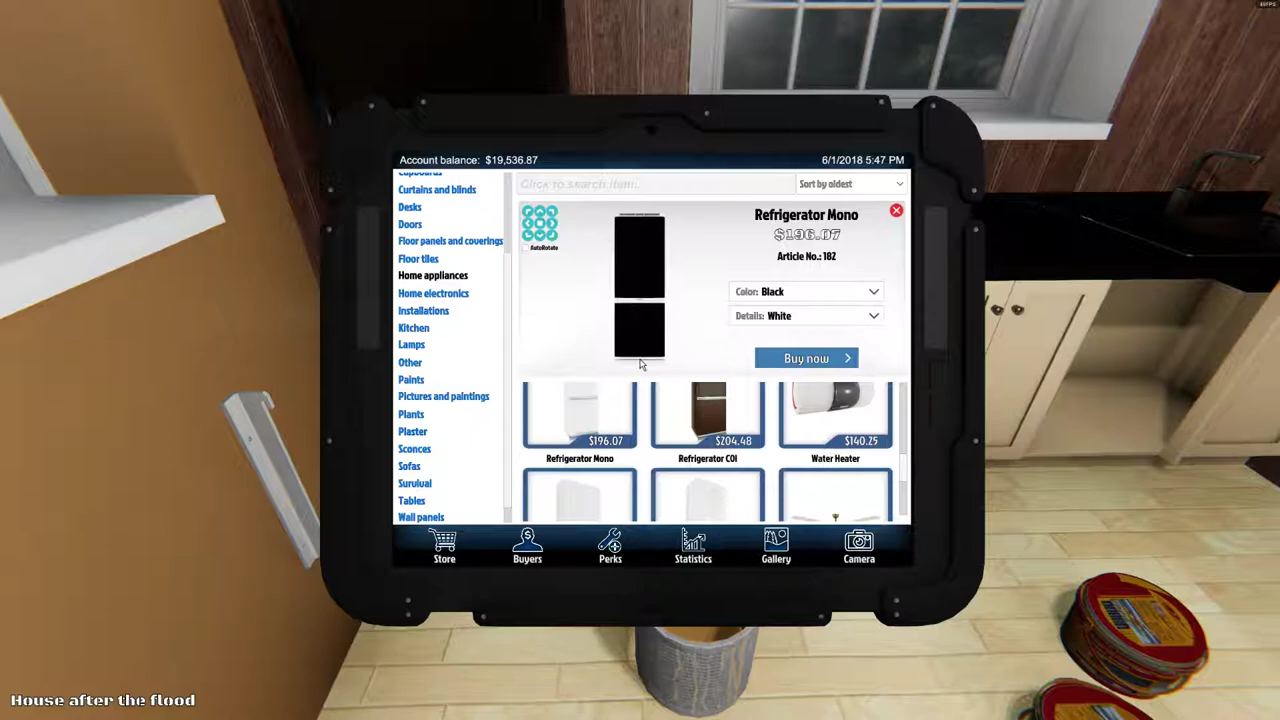 89FPS
Account balance: $19,536.87
6/1/2018 5:47 PM
Cupboards
Curtains and blinds
Desks
Doors
Floor panels and coverings
Floor tiles
Home appliances
Home electronics
Installations
Kitchen
Lamps
Other
Paints
Pictures and paintings
Plants
Plaster
Sconces
Sofas
Survival
Tables
Wall panels
Click to search item..
Sort by oldest
AutoRotate
Refrigerator Mono
$196.07
Article No.: 182
Color: Black
Details: White
Buy now
$196.07
$204.48
$140.25
Refrigerator Mono
Refrigerator COI
Water Heater
Store
Buyers
Perks
Statistics
Gallery
Camera
House after the flood